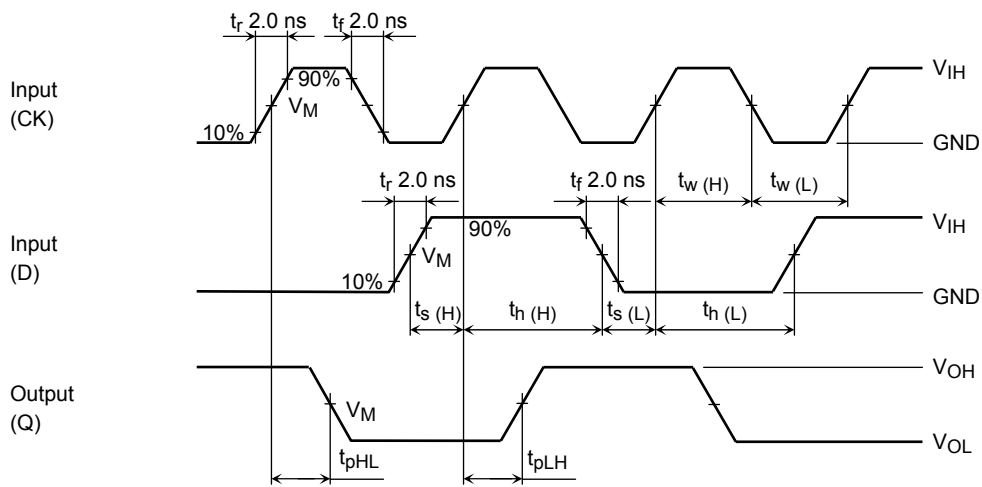 tr 2.0 ns
tf 2.0 ns
Input
(CK)
90%
VM
10%
VIH
GND
tr 2.0 ns
tf 2.0 ns
tw (H)
tw (L)
Input
(D)
90%
VM
10%
VIH
GND
ts (H)
th (H)
ts (L)
th (L)
Output
(Q)
VM
VOH
VOL
tpHL
tpLH